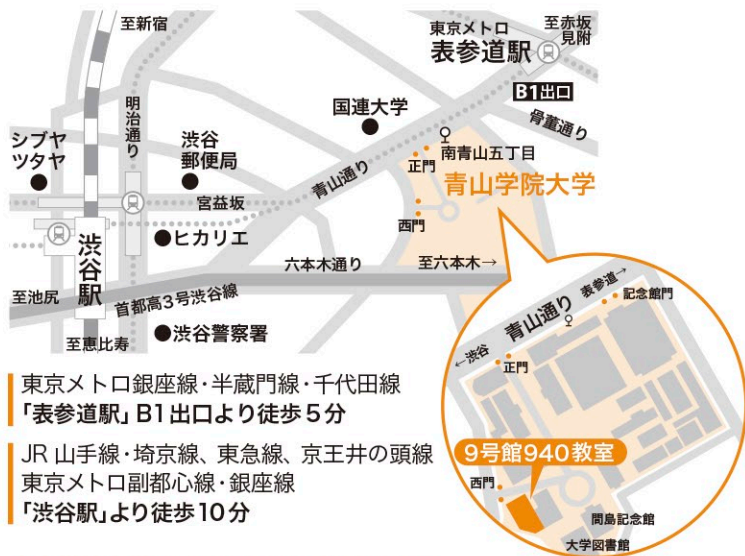 至新宿
東京メトロ
表参道駅
至赤坂
見附
B1出口
骨董通り
国連大学
明治通り
シブヤ
ツタヤ
渋谷
郵便局
南青山五丁目
正門
青山通り
青山学院大学
宮益坂
西門
ヒカリエ
渋谷駅
六本木通り
至六本木→
至池尻
首都高3号渋谷線
渋谷警察署
至恵比寿
表参道→
記念館門
青山通り
←渋谷
正門
9号館940教室
西門
間島記念館
大学図書館
東京メトロ銀座線・半蔵門線・千代田線
「表参道駅」B1出口より徒歩5分
JR 山手線・埼京線、東急線、京王井の頭線
東京メトロ副都心線・銀座線
「渋谷駅」より徒歩10分